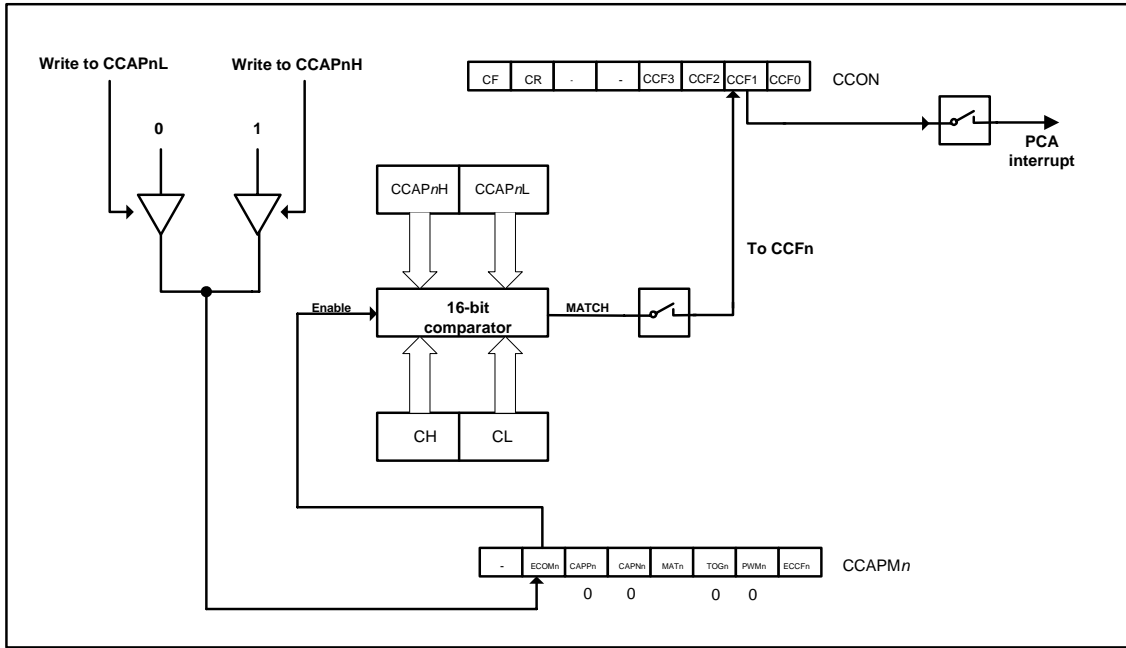 Write to CCAPnL
Write to CCAPnH
CF CR - - CCF3 CCF2 CCF1 CCF0 CCON
0 1
PCA
interrupt
CCAPnH CCAPnL
To CCFn
Enable
16-bit
comparator
MATCH
CH CL
- ECOMn CAPPn CAPNn MATn TOGn PWMn ECCFn CCAPMn
0 0 0 0